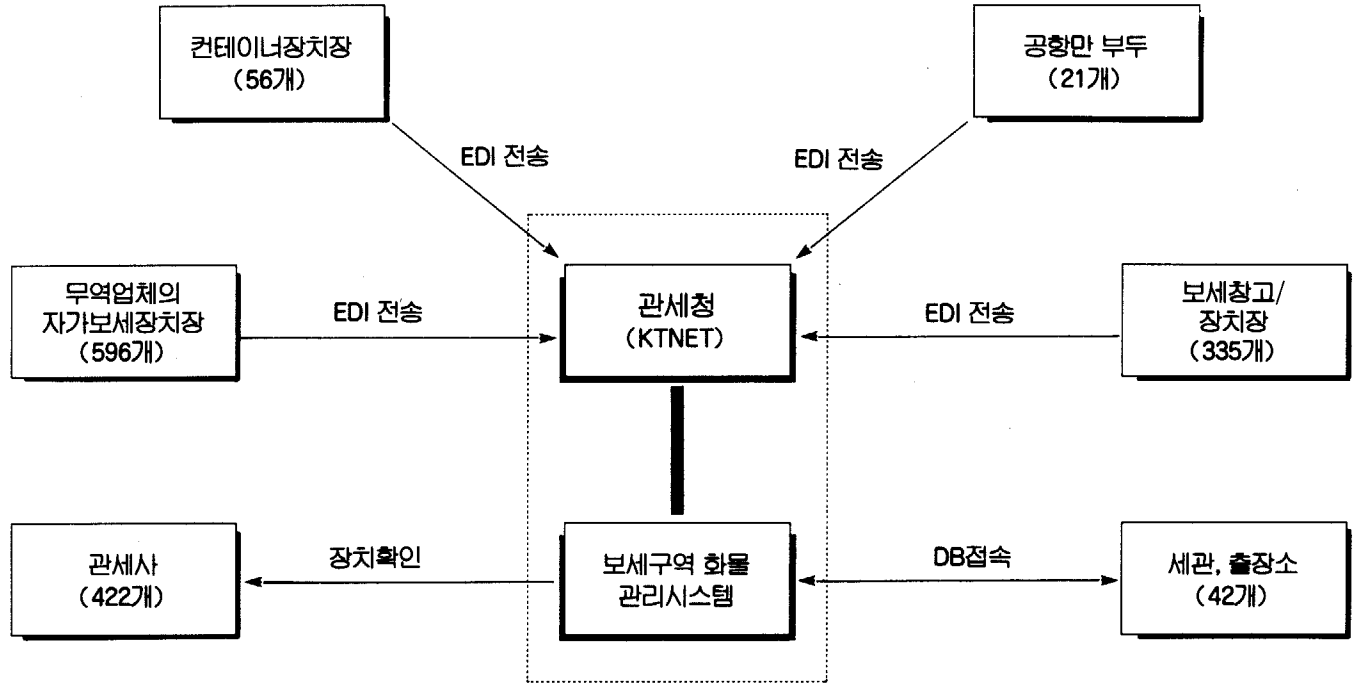 컨테이너장치장
(56개)
공항만 부두
(21개)
EDI 전송
EDI 전송
무역업체의
자가보세장치장
(596개)
EDI 전송
관세청
(KTNET)
EDI 전송
보세창고/
장치장
(335개)
관세사
(422개)
장치확인
보세구역 화물
관리시스템
DB접속
세관, 출장소
(42개)